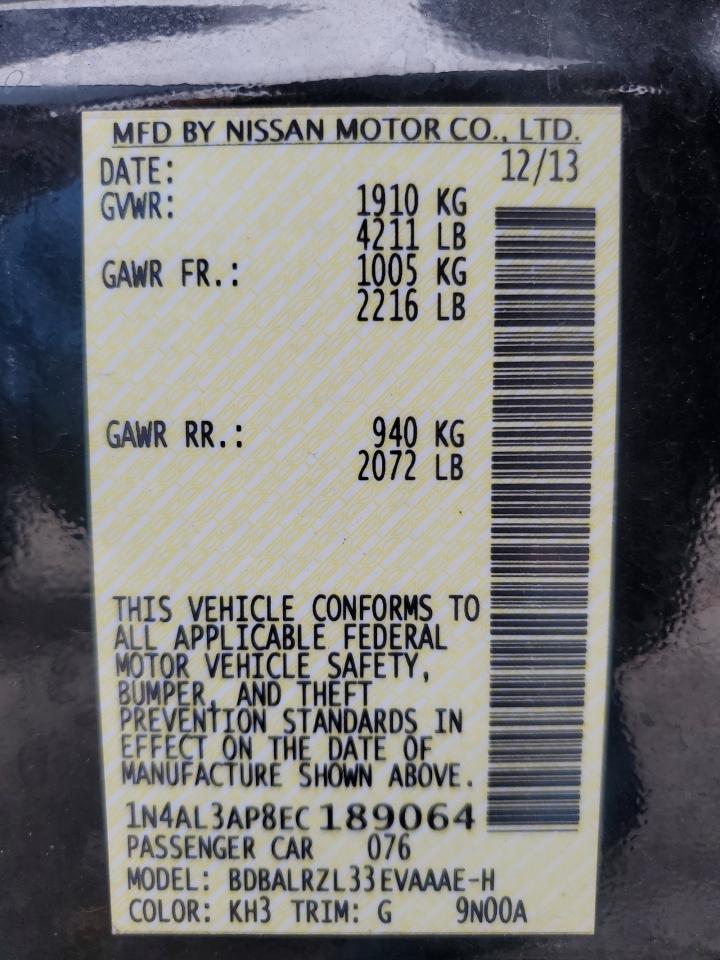 MFD BY NISSAN MOTOR CO., LTD.
DATE: 12/13
GVWR: 1910 KG
4211 LB
GAWR FR.: 1005 KG
2216 LB
GAWR RR.: 940 KG
2072 LB
THIS VEHICLE CONFORMS TO
ALL APPLICABLE FEDERAL
MOTOR VEHICLE SAFETY,
BUMPER, AND THEFT
PREVENTION STANDARDS IN
EFFECT ON THE DATE OF
MANUFACTURE SHOWN ABOVE.
1N4AL3AP8EC189064
PASSENGER CAR 076
MODEL: BDBALRZL33EVAAAE-H
COLOR: KH3 TRIM: G 9N00A